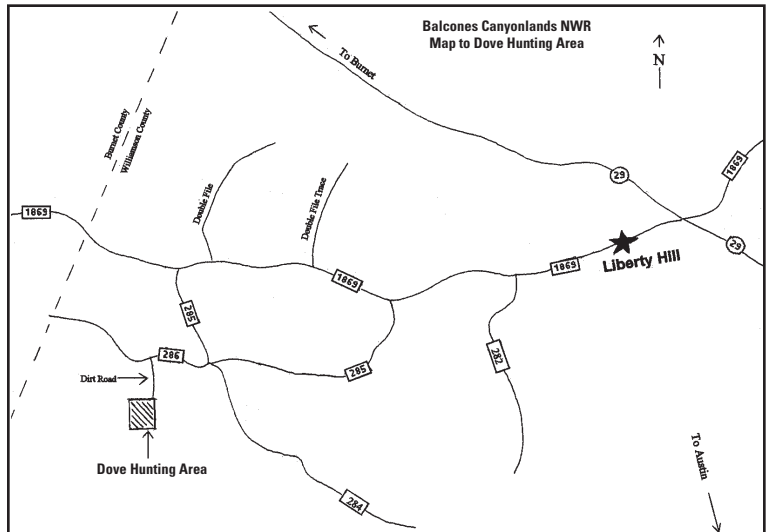 Balcones Canyonlands NWR
Map to Dove Hunting Area
N
To Burnet
Burnet County
Williamson County
Double File
Double File Trace
1869
29
1869
1869
1869
29
Liberty Hill
285
282
286
285
Dirt Road
Dove Hunting Area
284
To Austin